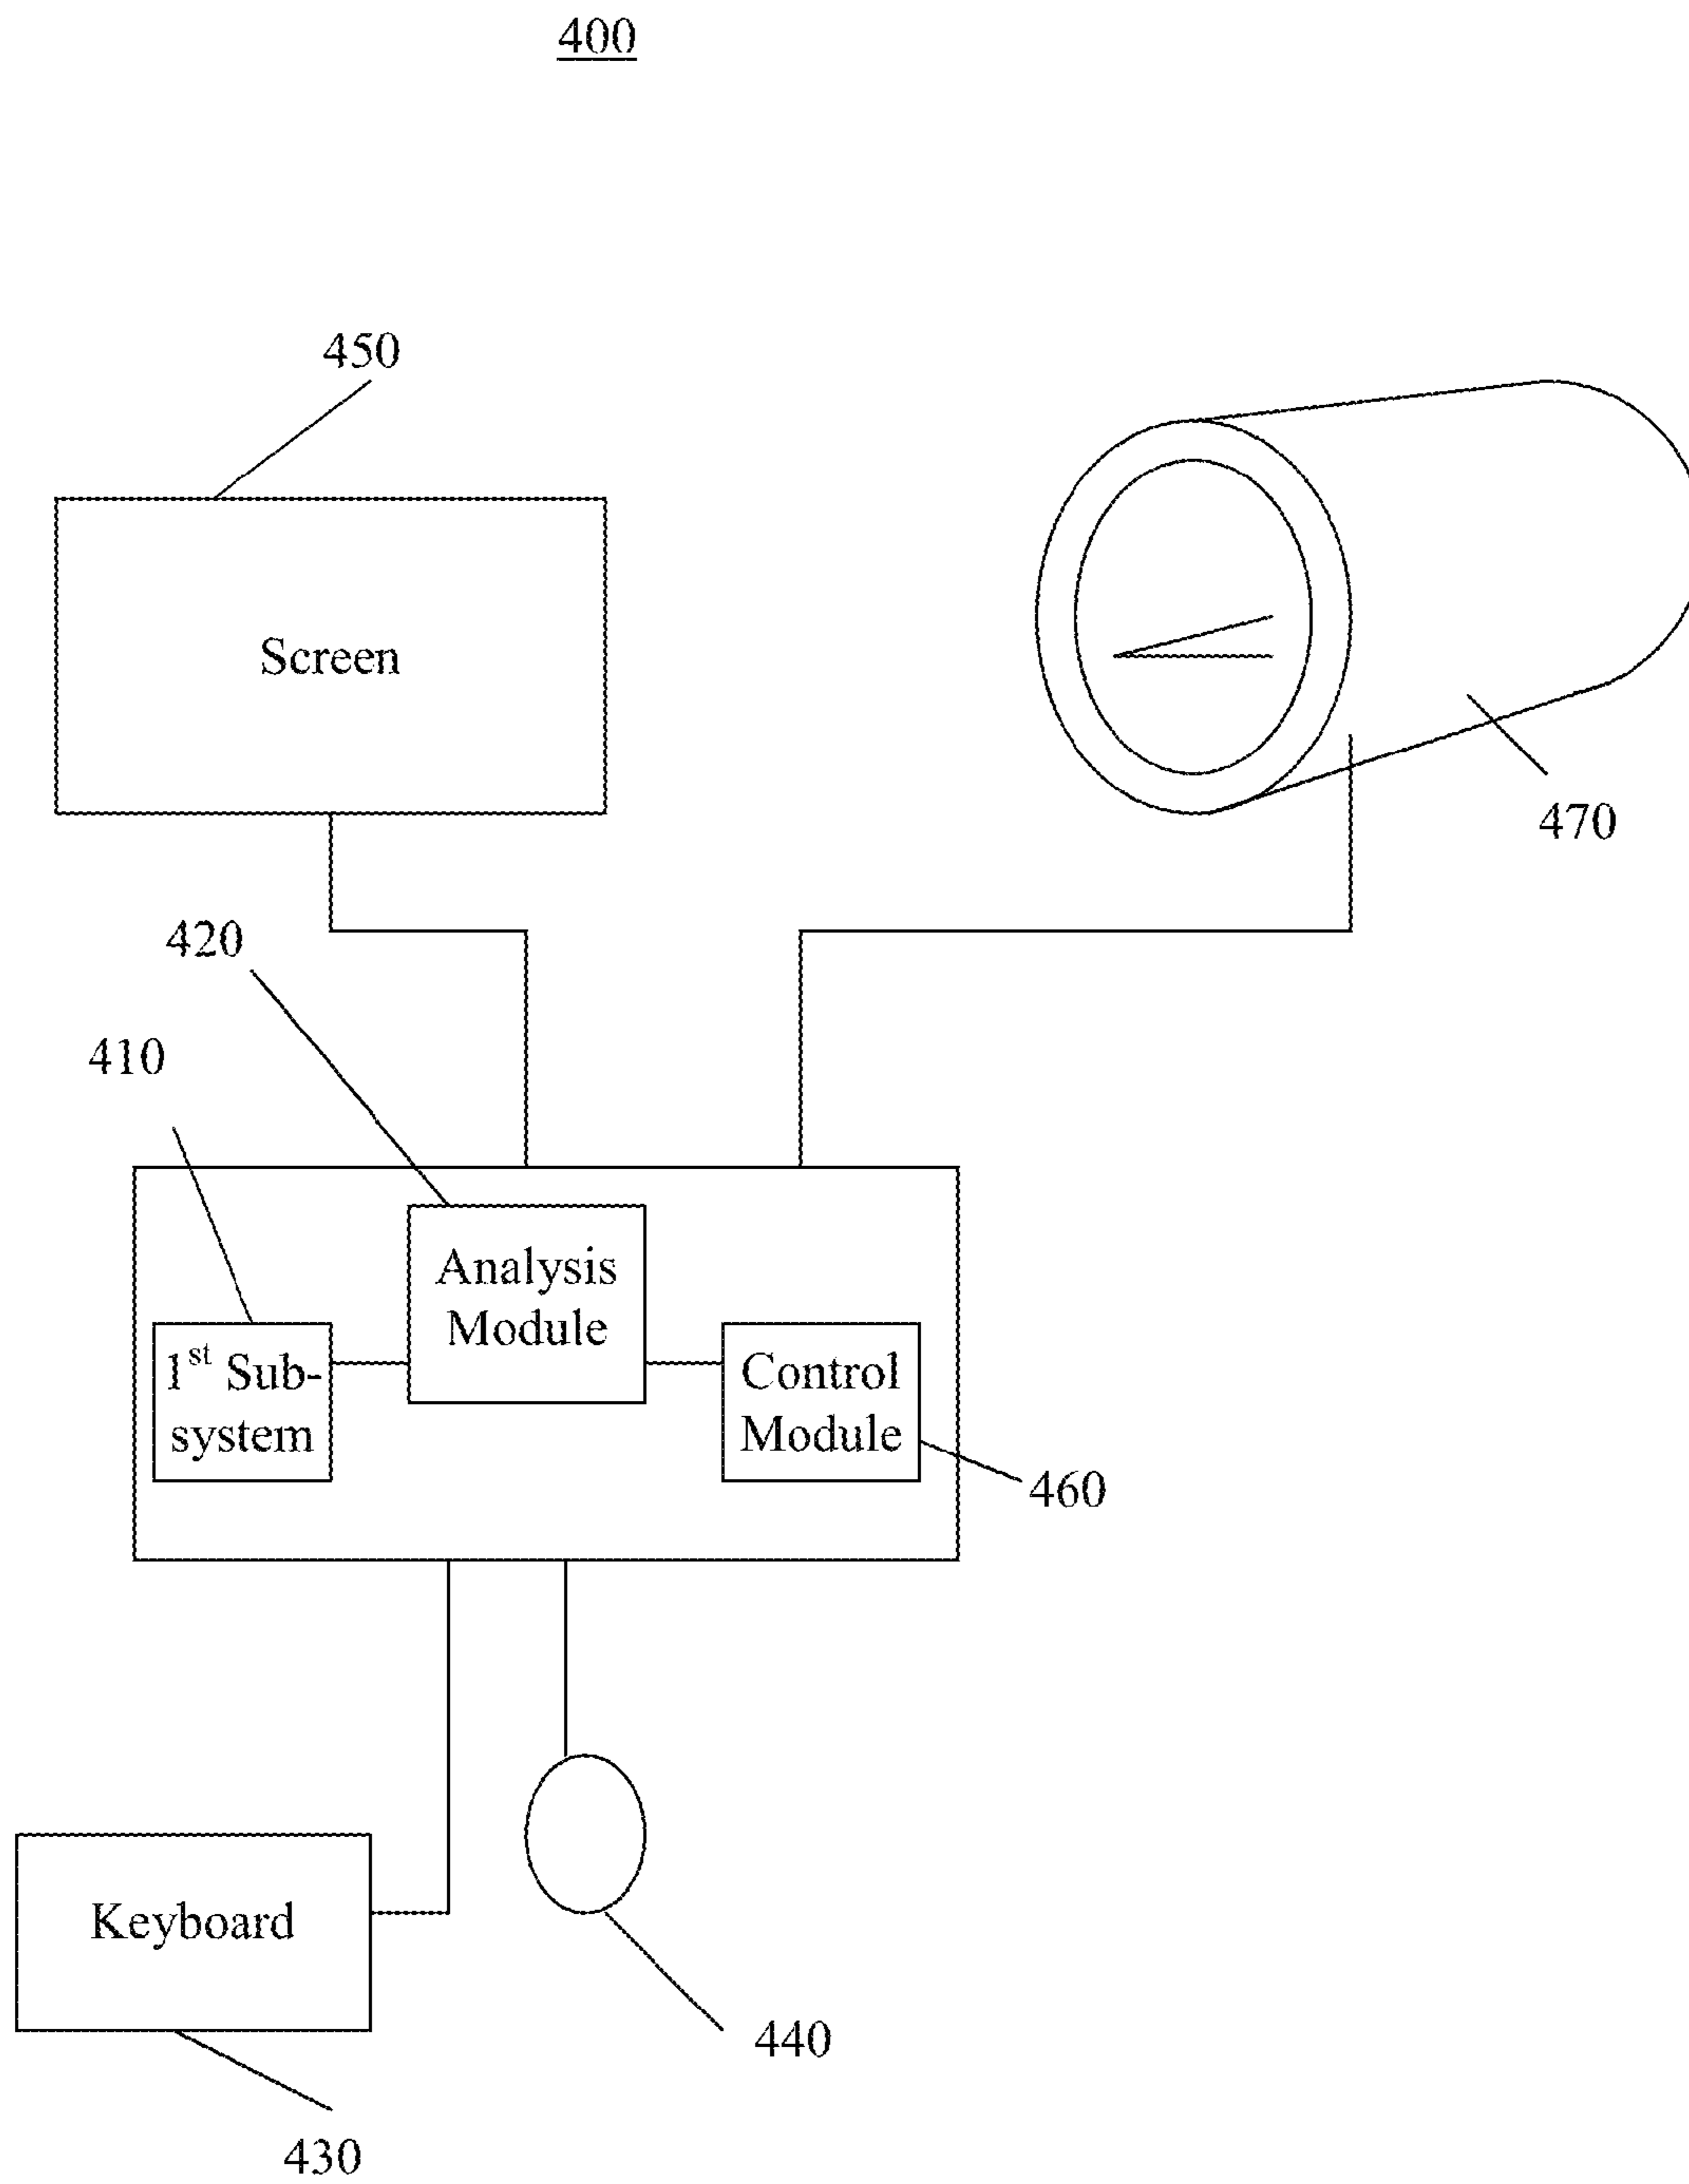 400
450
Screen
470
420
410
Analysis
Module
1st Sub-
system
Control
Module
460
Keyboard
440
430